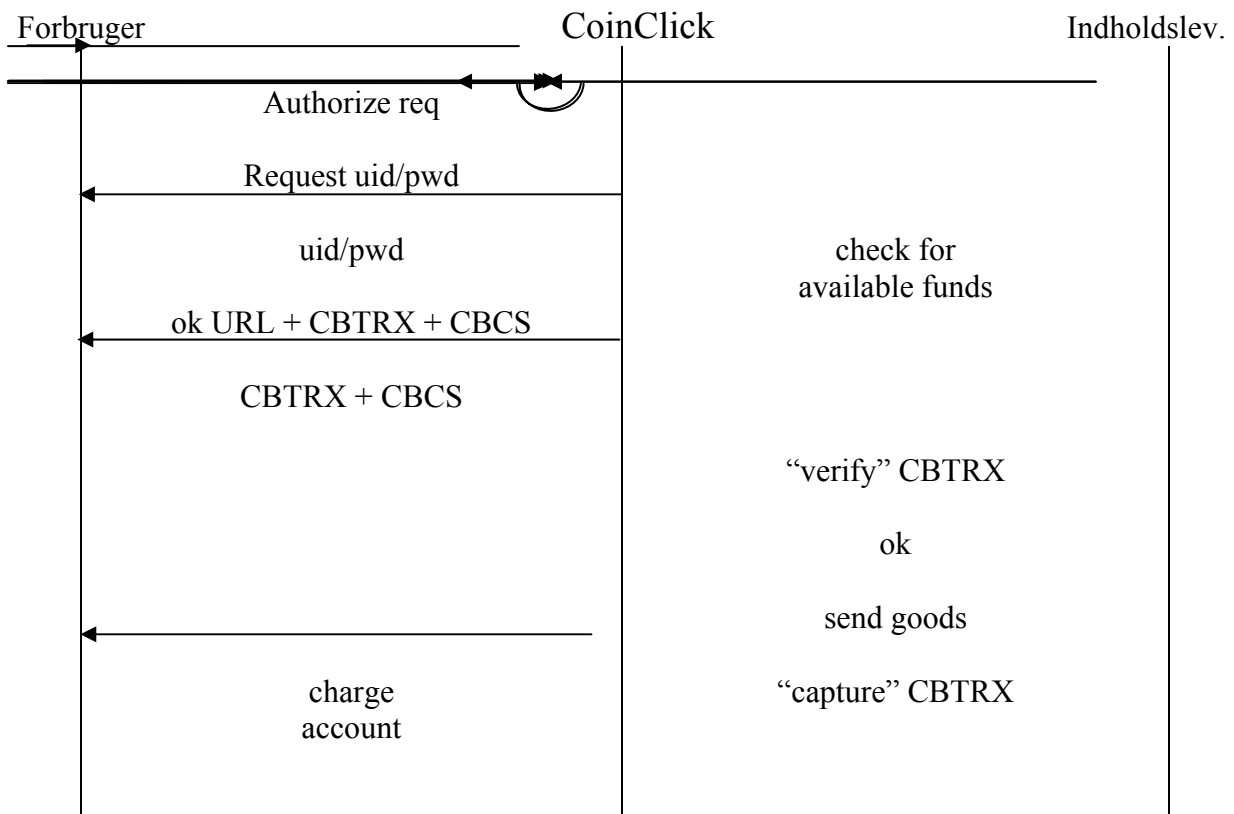 Forbruger
CoinClick
Indholdslev.
Authorize req
Request uid/pwd
uid/pwd
check for
available funds
ok URL + CBTRX + CBCS
CBTRX + CBCS
“verify” CBTRX
ok
send goods
charge
account
“capture” CBTRX